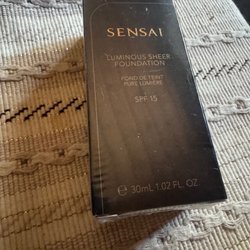 SENSAI
LUMINOUS SHEER
FOUNDATION
FOND DE TEINT
PURE LUMIÈRE
SPF 15
℮ 30mL 1.02 FL. OZ.